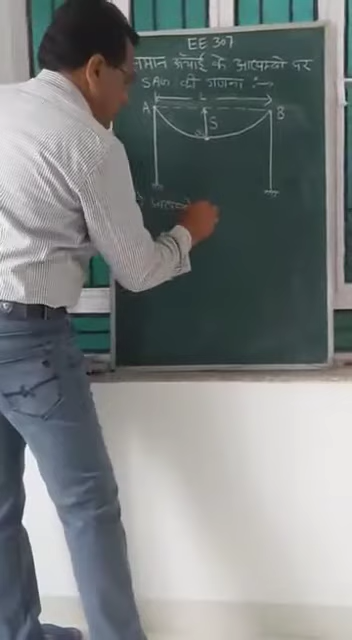 EE 307
समान ऊँचाई के आलम्बो पर
SAG की गणना :→
L
A B
S